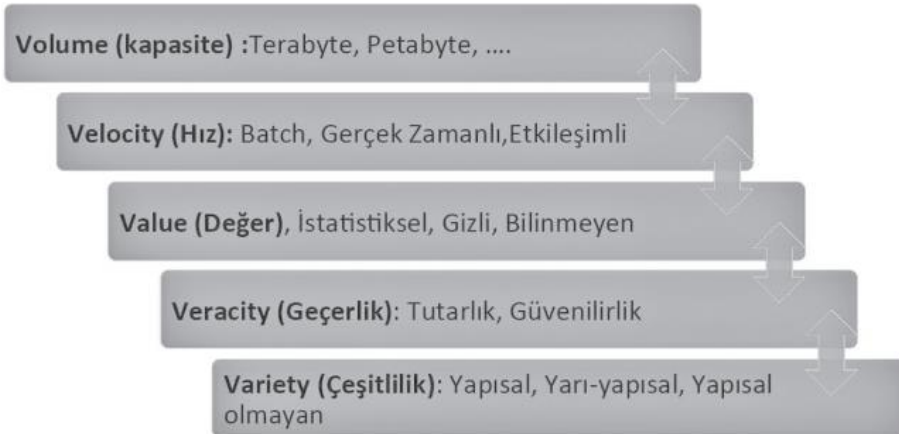 Volume (kapasite) :Terabyte, Petabyte, ....
Velocity (Hız): Batch, Gerçek Zamanlı,Etkileşimli
Value (Değer), İstatistiksel, Gizli, Bilinmeyen
Veracity (Geçerlik): Tutarlık, Güvenilirlik
Variety (Çeşitlilik): Yapısal, Yarı-yapısal, Yapısal
olmayan